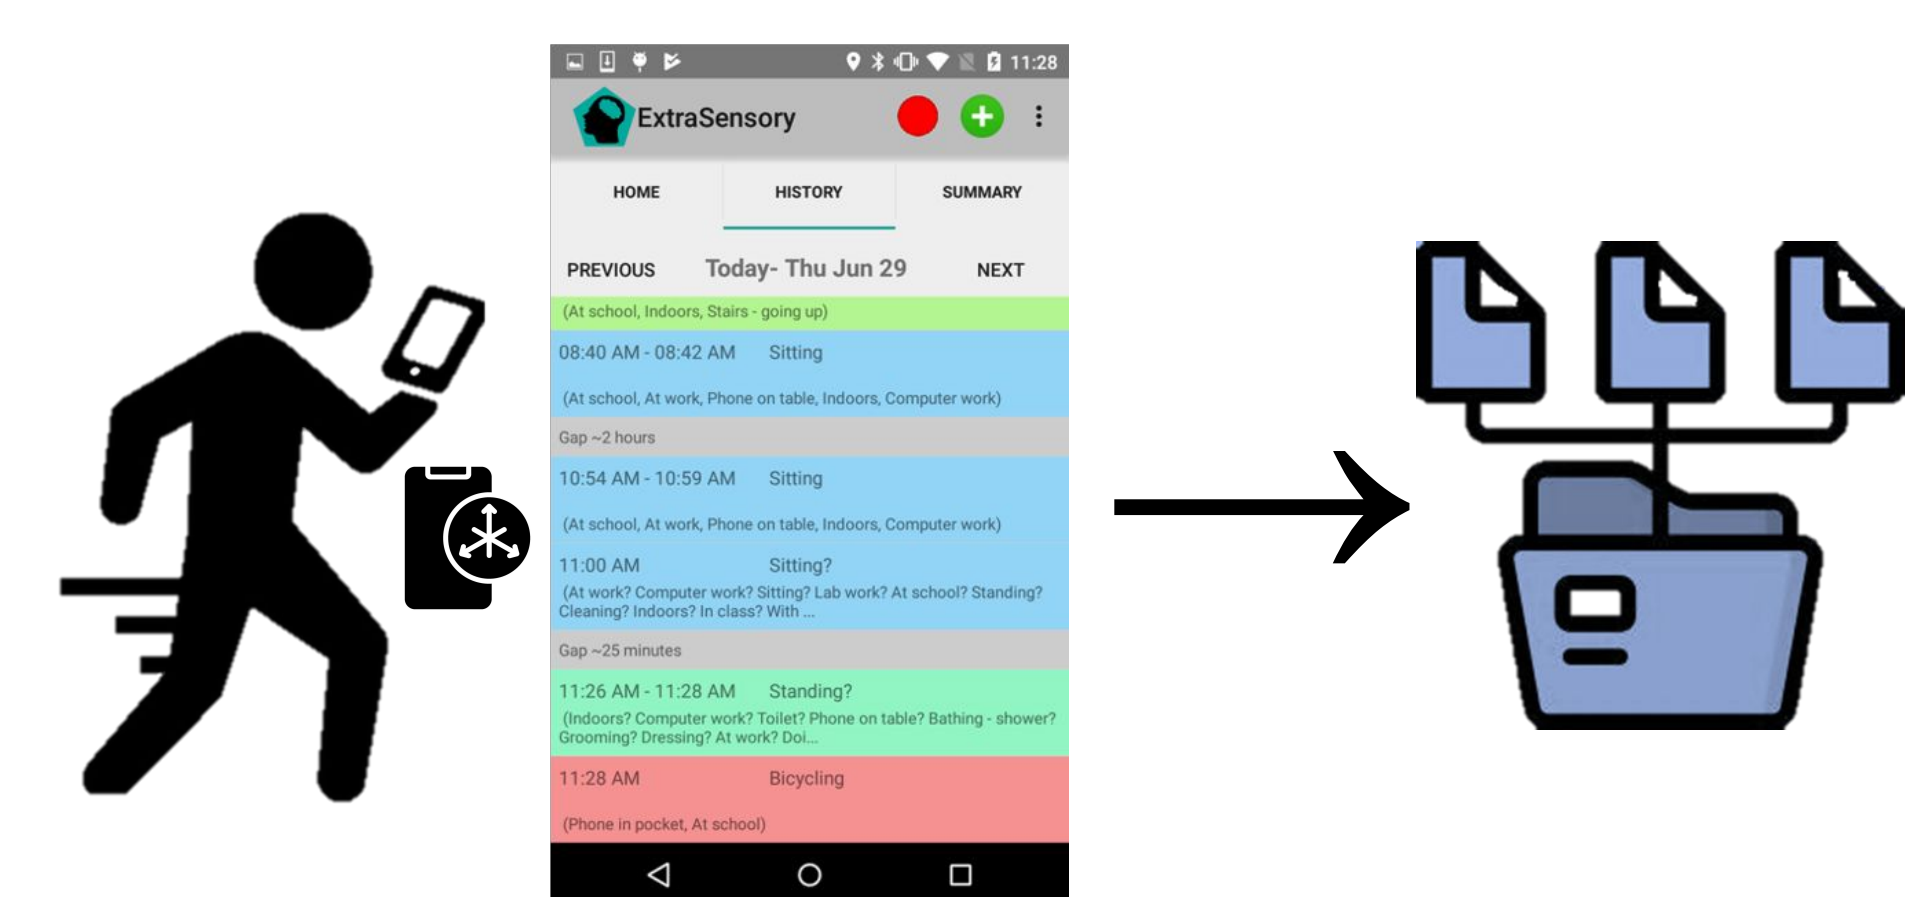 11:28
ExtraSensory
HOME HISTORY SUMMARY
PREVIOUS Today- Thu Jun 29 NEXT
(At school, Indoors, Stairs - going up)
08:40 AM - 08:42 AM Sitting
(At school, At work, Phone on table, Indoors, Computer work)
Gap ~2 hours
10:54 AM - 10:59 AM Sitting
(At school, At work, Phone on table, Indoors, Computer work)
11:00 AM Sitting?
(At work? Computer work? Sitting? Lab work? At school? Standing?
Cleaning? Indoors? In class? With ...
Gap ~25 minutes
11:26 AM - 11:28 AM Standing?
(Indoors? Computer work? Toilet? Phone on table? Bathing - shower?
Grooming? Dressing? At work? Doi...
11:28 AM Bicycling
(Phone in pocket, At school)